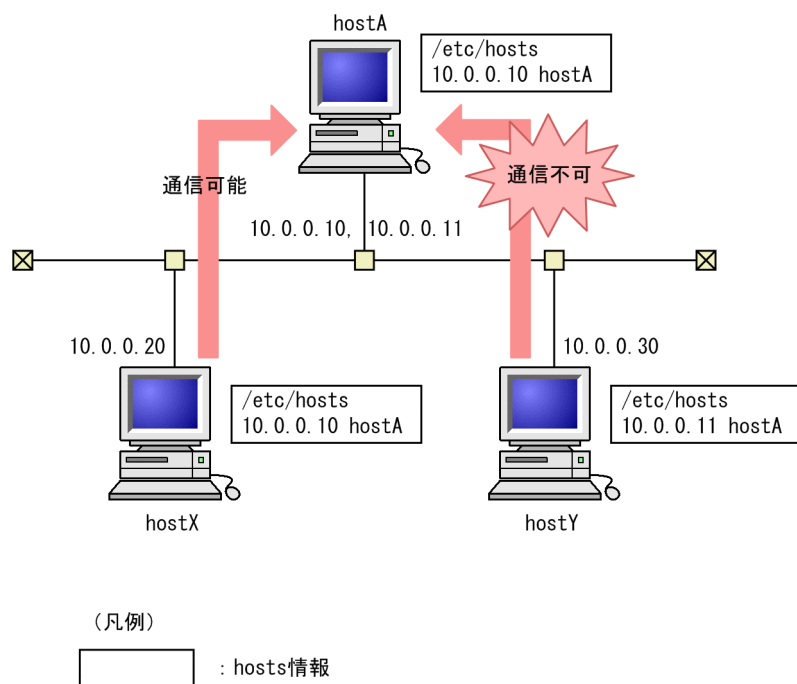 hostA
/etc/hosts
10.0.0.10 hostA
通信可能
通信不可
10.0.0.10, 10.0.0.11
10.0.0.20
10.0.0.30
/etc/hosts
10.0.0.10 hostA
/etc/hosts
10.0.0.11 hostA
hostX
hostY
(凡例)
: hosts情報